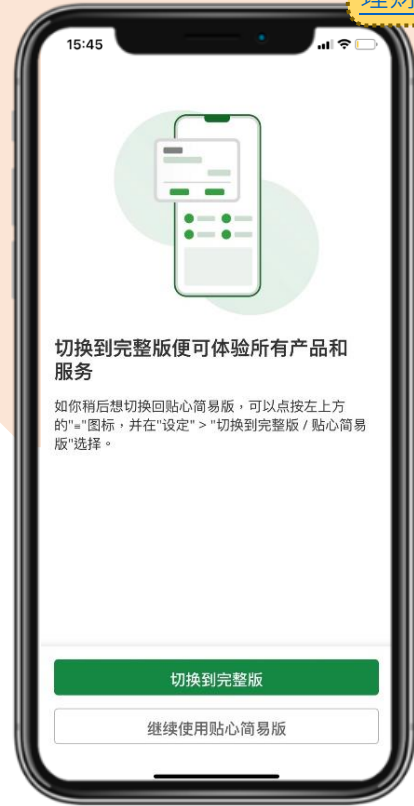 理财
15:45
切换到完整版便可体验所有产品和
服务
如你稍后想切换回贴心简易版，可以点按左上方
的"≡"图标，并在"设定" > "切换到完整版 / 贴心简易
版"选择。
切换到完整版
继续使用贴心简易版